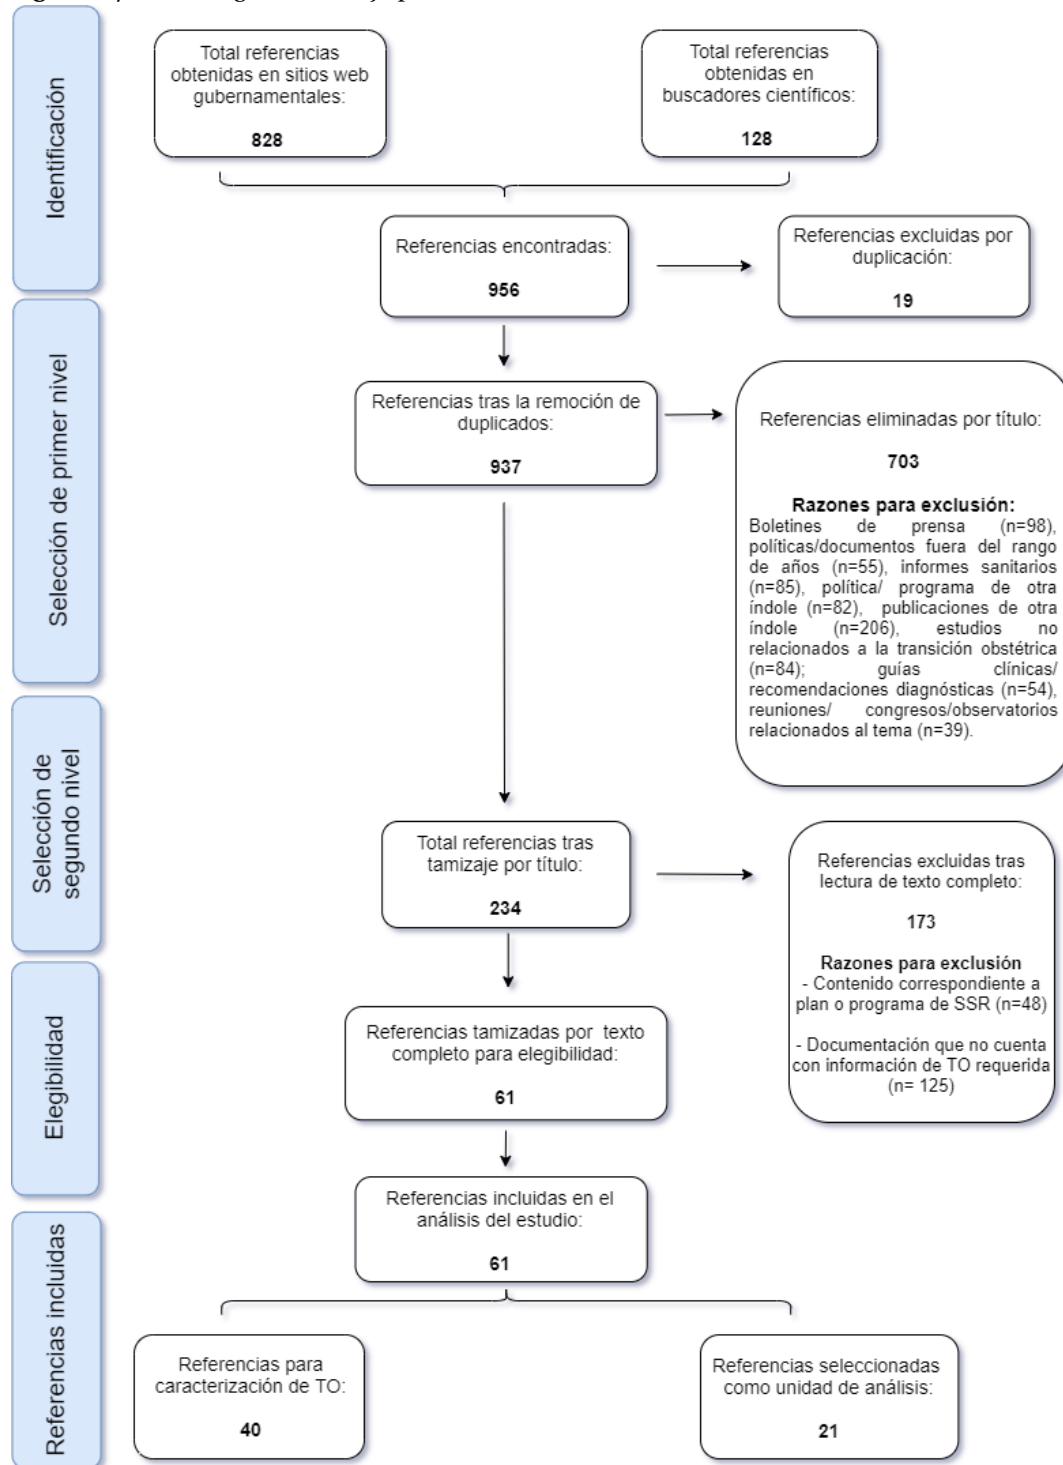 Identificación
Total referencias
obtenidas en sitios web
gubernamentales:
828
Total referencias
obtenidas en
buscadores científicos:
128
Referencias encontradas:
956
Referencias excluidas por
duplicación:
19
Selección de primer nivel
Referencias tras la remoción de
duplicados:
937
Referencias eliminadas por título:
703
Razones para exclusión:
Boletines de prensa (n=98),
políticas/documentos fuera del rango
de años (n=55), informes sanitarios
(n=85), política/ programa de otra
índole (n=82), publicaciones de otra
índole (n=206), estudios no
relacionados a la transición obstétrica
(n=84); guías clínicas/
recomendaciones diagnósticas (n=54),
reuniones/ congresos/observatorios
relacionados al tema (n=39).
Selección de
segundo nivel
Total referencias tras
tamizaje por título:
234
Referencias excluidas tras
lectura de texto completo:
173
Razones para exclusión
- Contenido correspondiente a
plan o programa de SSR (n=48)
- Documentación que no cuenta
con información de TO requerida
(n= 125)
Elegibilidad
Referencias tamizadas por texto
completo para elegibilidad:
61
Referencias incluidas
Referencias incluidas en el
análisis del estudio:
61
Referencias para
caracterización de TO:
40
Referencias seleccionadas
como unidad de análisis:
21